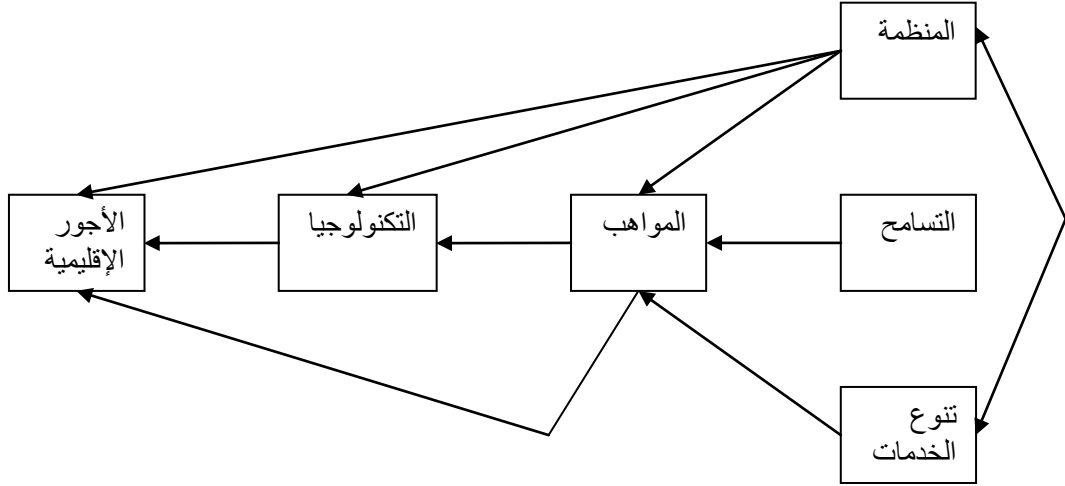 المنظمة
التسامح
المواهب
التكنولوجيا
الأجور
الإقليمية
تنوع
الخدمات